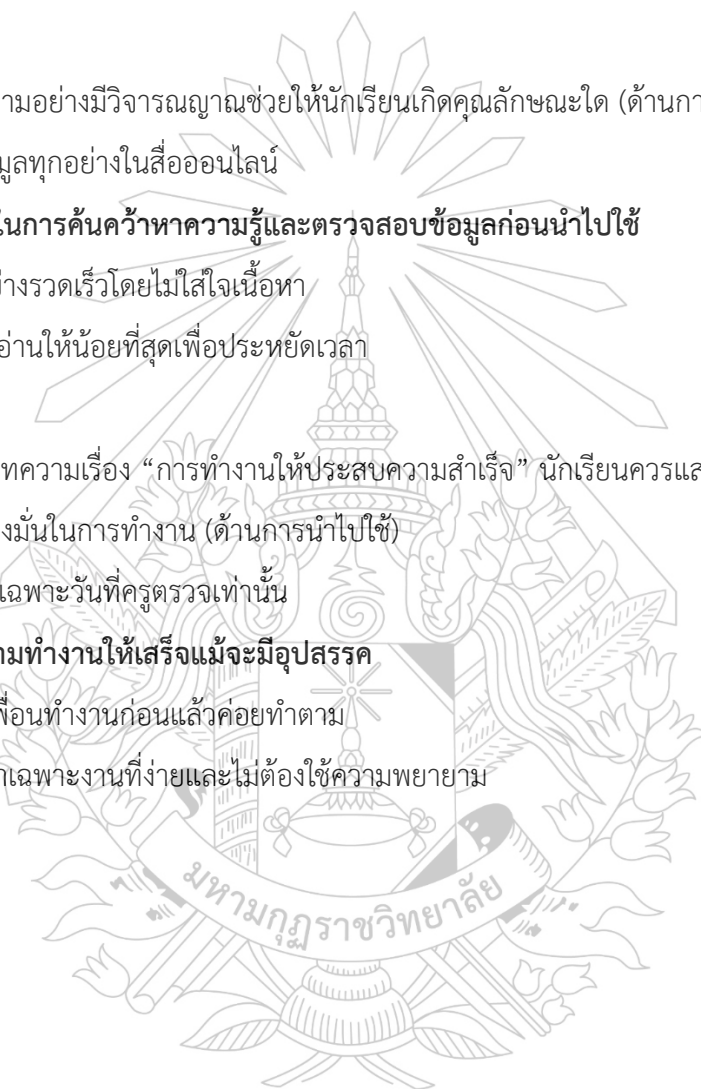 ามอย่างมีวิจารณญาณช่วยให้นักเรียนเกิดคุณลักษณะใด (ด้านกา
มูลทุกอย่างในสื่อออนไลน์
ในการค้นคว้าหาความรู้และตรวจสอบข้อมูลก่อนนำไปใช้
ย่างรวดเร็วโดยไม่ใส่ใจเนื้อหา
อ่านให้น้อยที่สุดเพื่อประหยัดเวลา
บทความเรื่อง “การทำงานให้ประสบความสำเร็จ” นักเรียนควรแส
งมั่นในการทำงาน (ด้านการนำไปใช้)
เฉพาะวันที่ครูตรวจเท่านั้น
ามทำงานให้เสร็จแม้จะมีอุปสรรค
พื่อนทำงานก่อนแล้วค่อยทำตาม
าเฉพาะงานที่ง่ายและไม่ต้องใช้ความพยายาม
มหามกุฏราชวิทยาลัย